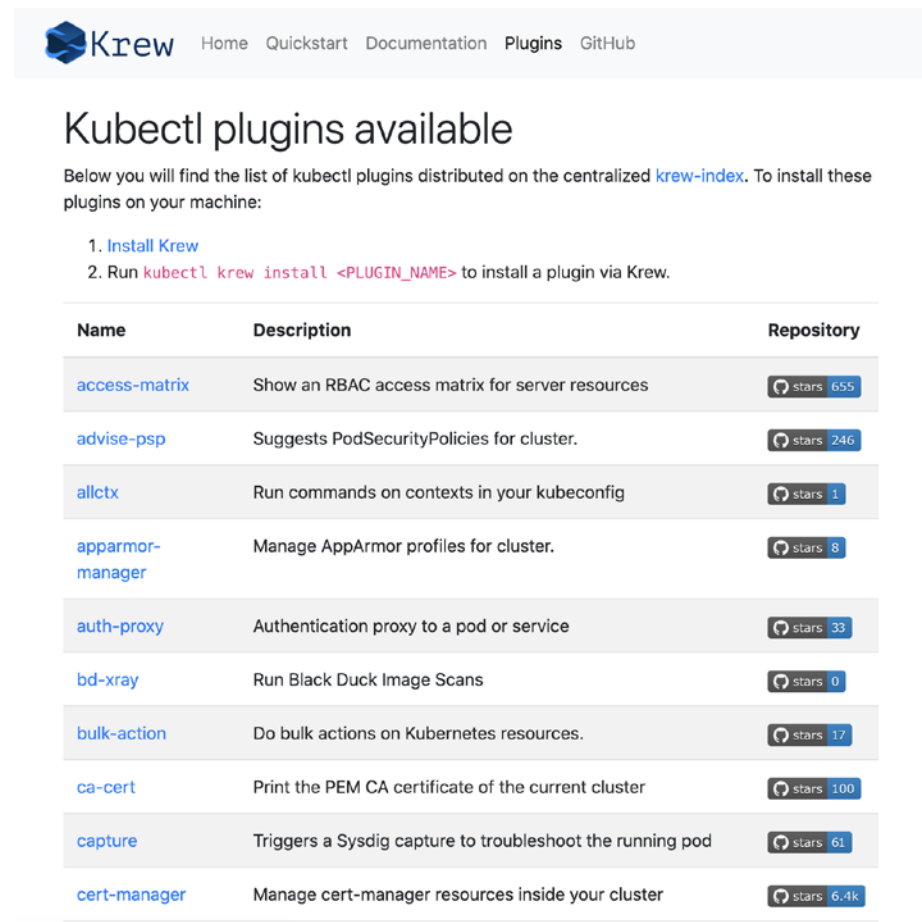 Krew Home Quickstart Documentation Plugins GitHub
Kubectl plugins available
Below you will find the list of kubectl plugins distributed on the centralized krew-index. To install these
plugins on your machine:
1. Install Krew
2. Run kubectl krew install <PLUGIN_NAME> to install a plugin via Krew.
Name Description Repository
access-matrix Show an RBAC access matrix for server resources stars 655
advise-psp Suggests PodSecurityPolicies for cluster. stars 246
allctx Run commands on contexts in your kubeconfig stars 1
apparmor- Manage AppArmor profiles for cluster. stars 8
manager
auth-proxy Authentication proxy to a pod or service stars 33
bd-xray Run Black Duck Image Scans stars 0
bulk-action Do bulk actions on Kubernetes resources. stars 17
ca-cert Print the PEM CA certificate of the current cluster stars 100
capture Triggers a Sysdig capture to troubleshoot the running pod stars 61
cert-manager Manage cert-manager resources inside your cluster stars 6.4k